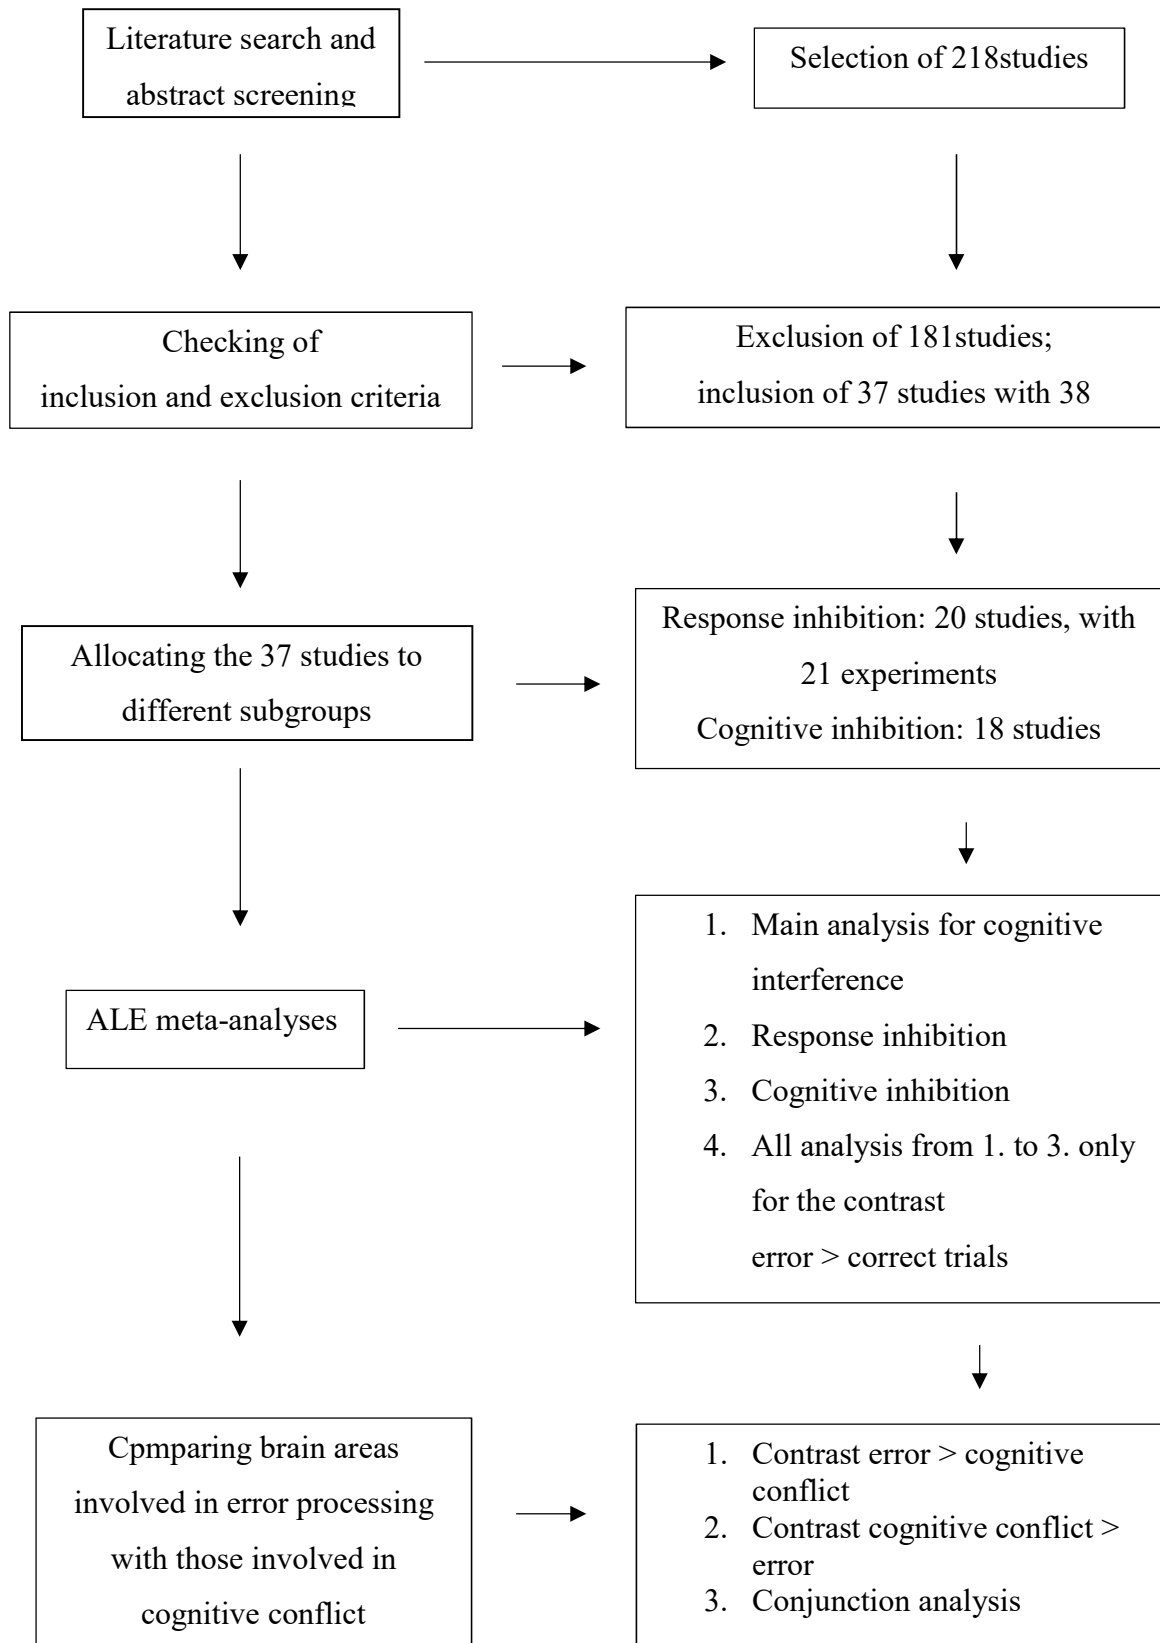 Literature search and
abstract screening
Selection of 218studies
Checking of
inclusion and exclusion criteria
Exclusion of 181studies;
inclusion of 37 studies with 38
Allocating the 37 studies to
different subgroups
Response inhibition: 20 studies, with
21 experiments
Cognitive inhibition: 18 studies
ALE meta-analyses
1. Main analysis for cognitive
interference
2. Response inhibition
3. Cognitive inhibition
4. All analysis from 1. to 3. only
for the contrast
error > correct trials
Cpmparing brain areas
involved in error processing
with those involved in
cognitive conflict
1. Contrast error > cognitive
conflict
2. Contrast cognitive conflict >
error
3. Conjunction analysis